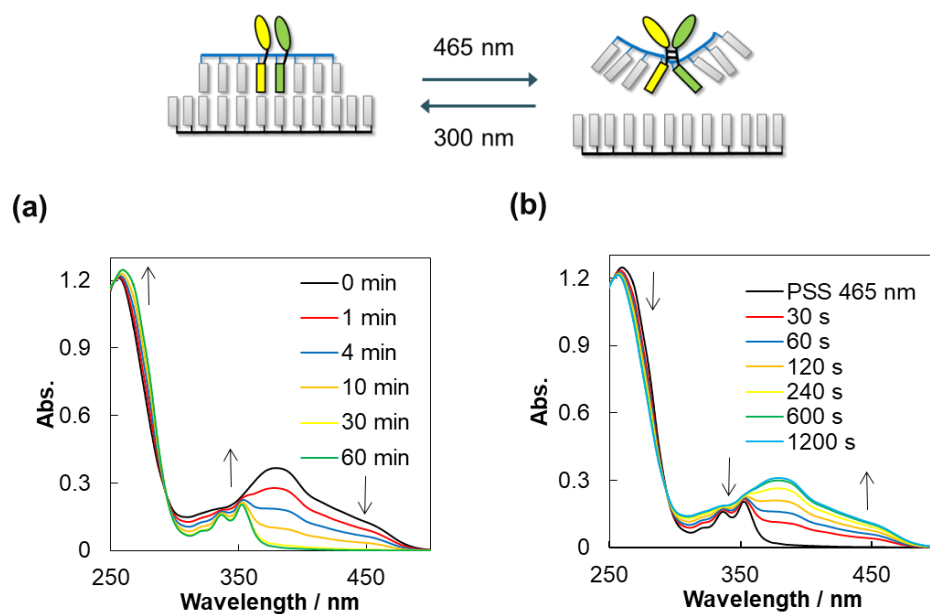 465 nm
300 nm
(a)
(b)
1.2
0.9
0.6
0.3
0
Abs.
0 min
1 min
4 min
10 min
30 min
60 min
250
350
450
Wavelength / nm
1.2
0.9
0.6
0.3
0
Abs.
PSS 465 nm
30 s
60 s
120 s
240 s
600 s
1200 s
250
350
450
Wavelength / nm